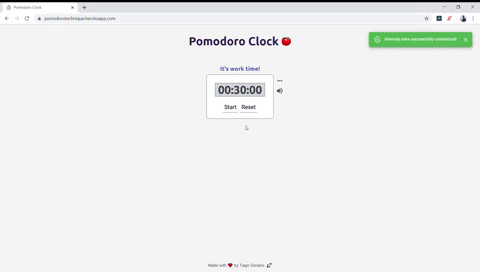 Pomodoro Clock
pomodorotechnique.herokuapp.com
Pomodoro Clock
Intervals were successfully customized!
It's work time!
00:30:00
Start Reset
Made with by Tiago Soriano